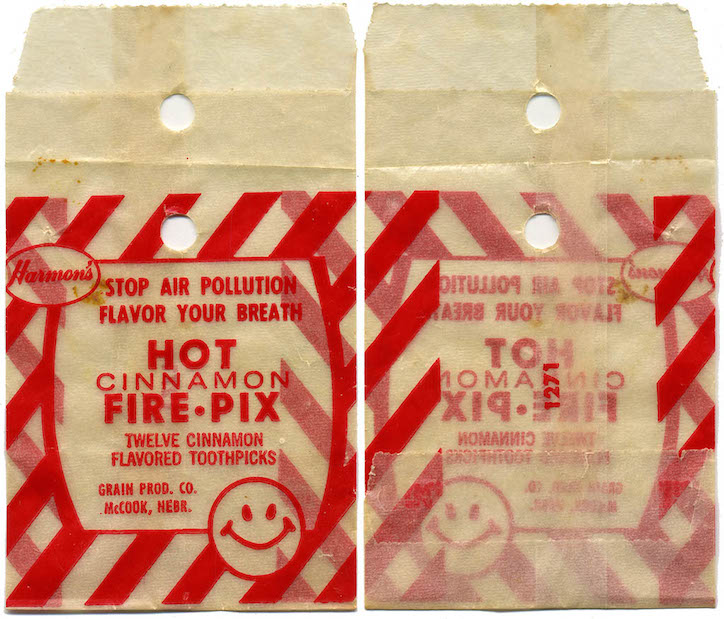 Harmon's
STOP AIR POLLUTION
FLAVOR YOUR BREATH
HOT
CINNAMON
FIRE•PIX
TWELVE CINNAMON
FLAVORED TOOTHPICKS
GRAIN PROD. CO.
McCOOK, NEBR.
1271